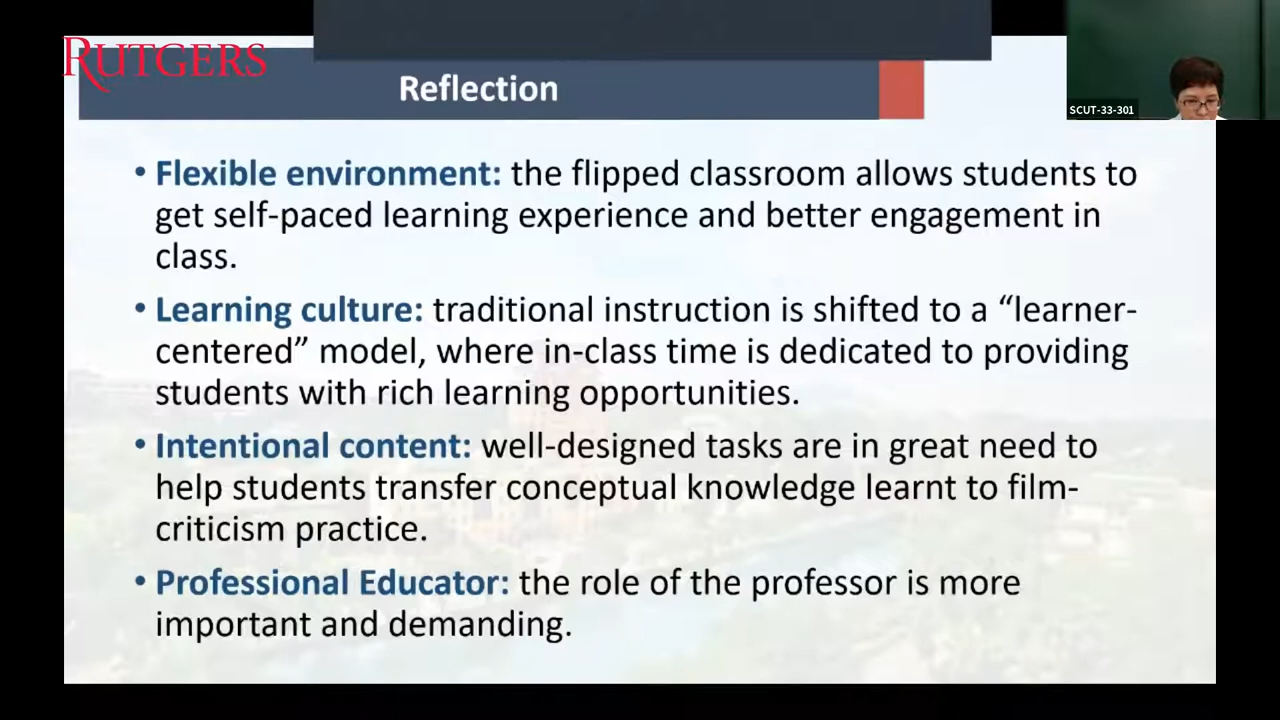 RUTGERS
Reflection
SCUT-33-301
• Flexible environment: the flipped classroom allows students to
get self-paced learning experience and better engagement in
class.
• Learning culture: traditional instruction is shifted to a “learner-
centered” model, where in-class time is dedicated to providing
students with rich learning opportunities.
• Intentional content: well-designed tasks are in great need to
help students transfer conceptual knowledge learnt to film-
criticism practice.
• Professional Educator: the role of the professor is more
important and demanding.